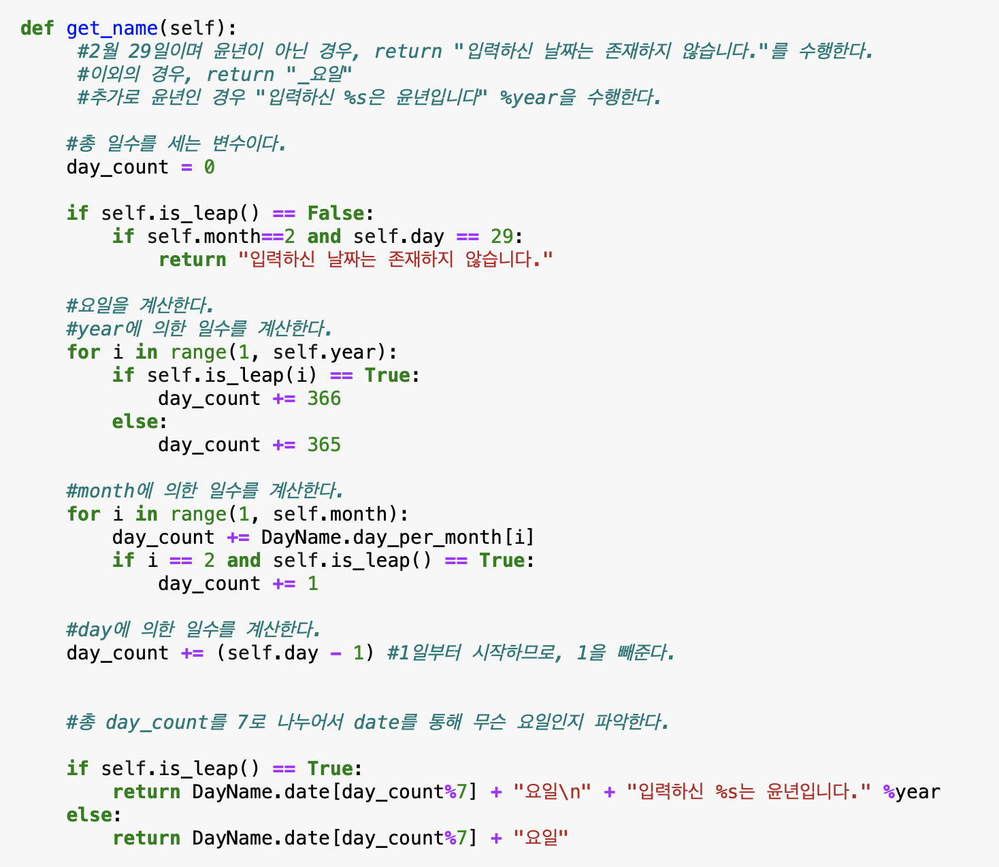 def get_name(self):
#2월 29일이며 윤년이 아닌 경우, return "입력하신 날짜는 존재하지 않습니다."를 수행한다.
#이외의 경우, return "_요일"
#추가로 윤년인 경우 "입력하신 %s은 윤년입니다" %year을 수행한다.
#총 일수를 세는 변수이다.
day_count = 0
if self.is_leap() == False:
if self.month==2 and self.day == 29:
return "입력하신 날짜는 존재하지 않습니다."
#요일을 계산한다.
#year에 의한 일수를 계산한다.
for i in range(1, self.year):
if self.is_leap(i) == True:
day_count += 366
else:
day_count += 365
#month에 의한 일수를 계산한다.
for i in range(1, self.month):
day_count += DayName.day_per_month[i]
if i == 2 and self.is_leap() == True:
day_count += 1
#day에 의한 일수를 계산한다.
day_count += (self.day - 1) #1일부터 시작하므로, 1을 빼준다.
#총 day_count를 7로 나누어서 date를 통해 무슨 요일인지 파악한다.
if self.is_leap() == True:
return DayName.date[day_count%7] + "요일\n" + "입력하신 %s는 윤년입니다." %year
else:
return DayName.date[day_count%7] + "요일"